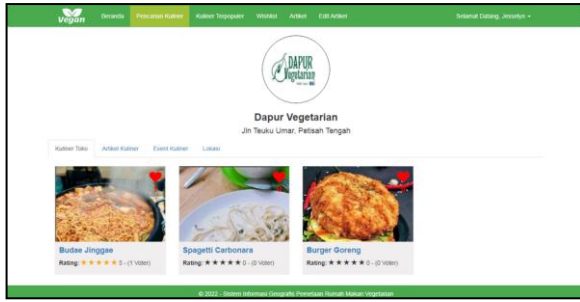 Vegan
Beranda Pencarian Kuliner Kuliner Terpopuler Wishlist Artikel Edit Artikel Selamat Datang, Jesselyn
DAPUR
Vegetarian
Dapur Vegetarian
Jln Teuku Umar, Petisah Tengah
Kuliner Toko Artikel Kuliner Event Kuliner Lokasi
Budae Jinggae Spagetti Carbonara Burger Goreng
Rating: ★★★★★ 5 - (1 Voter) Rating: ★★★★★ 0 - (0 Voter) Rating: ★★★★★ 0 - (0 Voter)
© 2022 - Sistem Informasi Geografis Pemetaan Rumah Makan Vegetarian